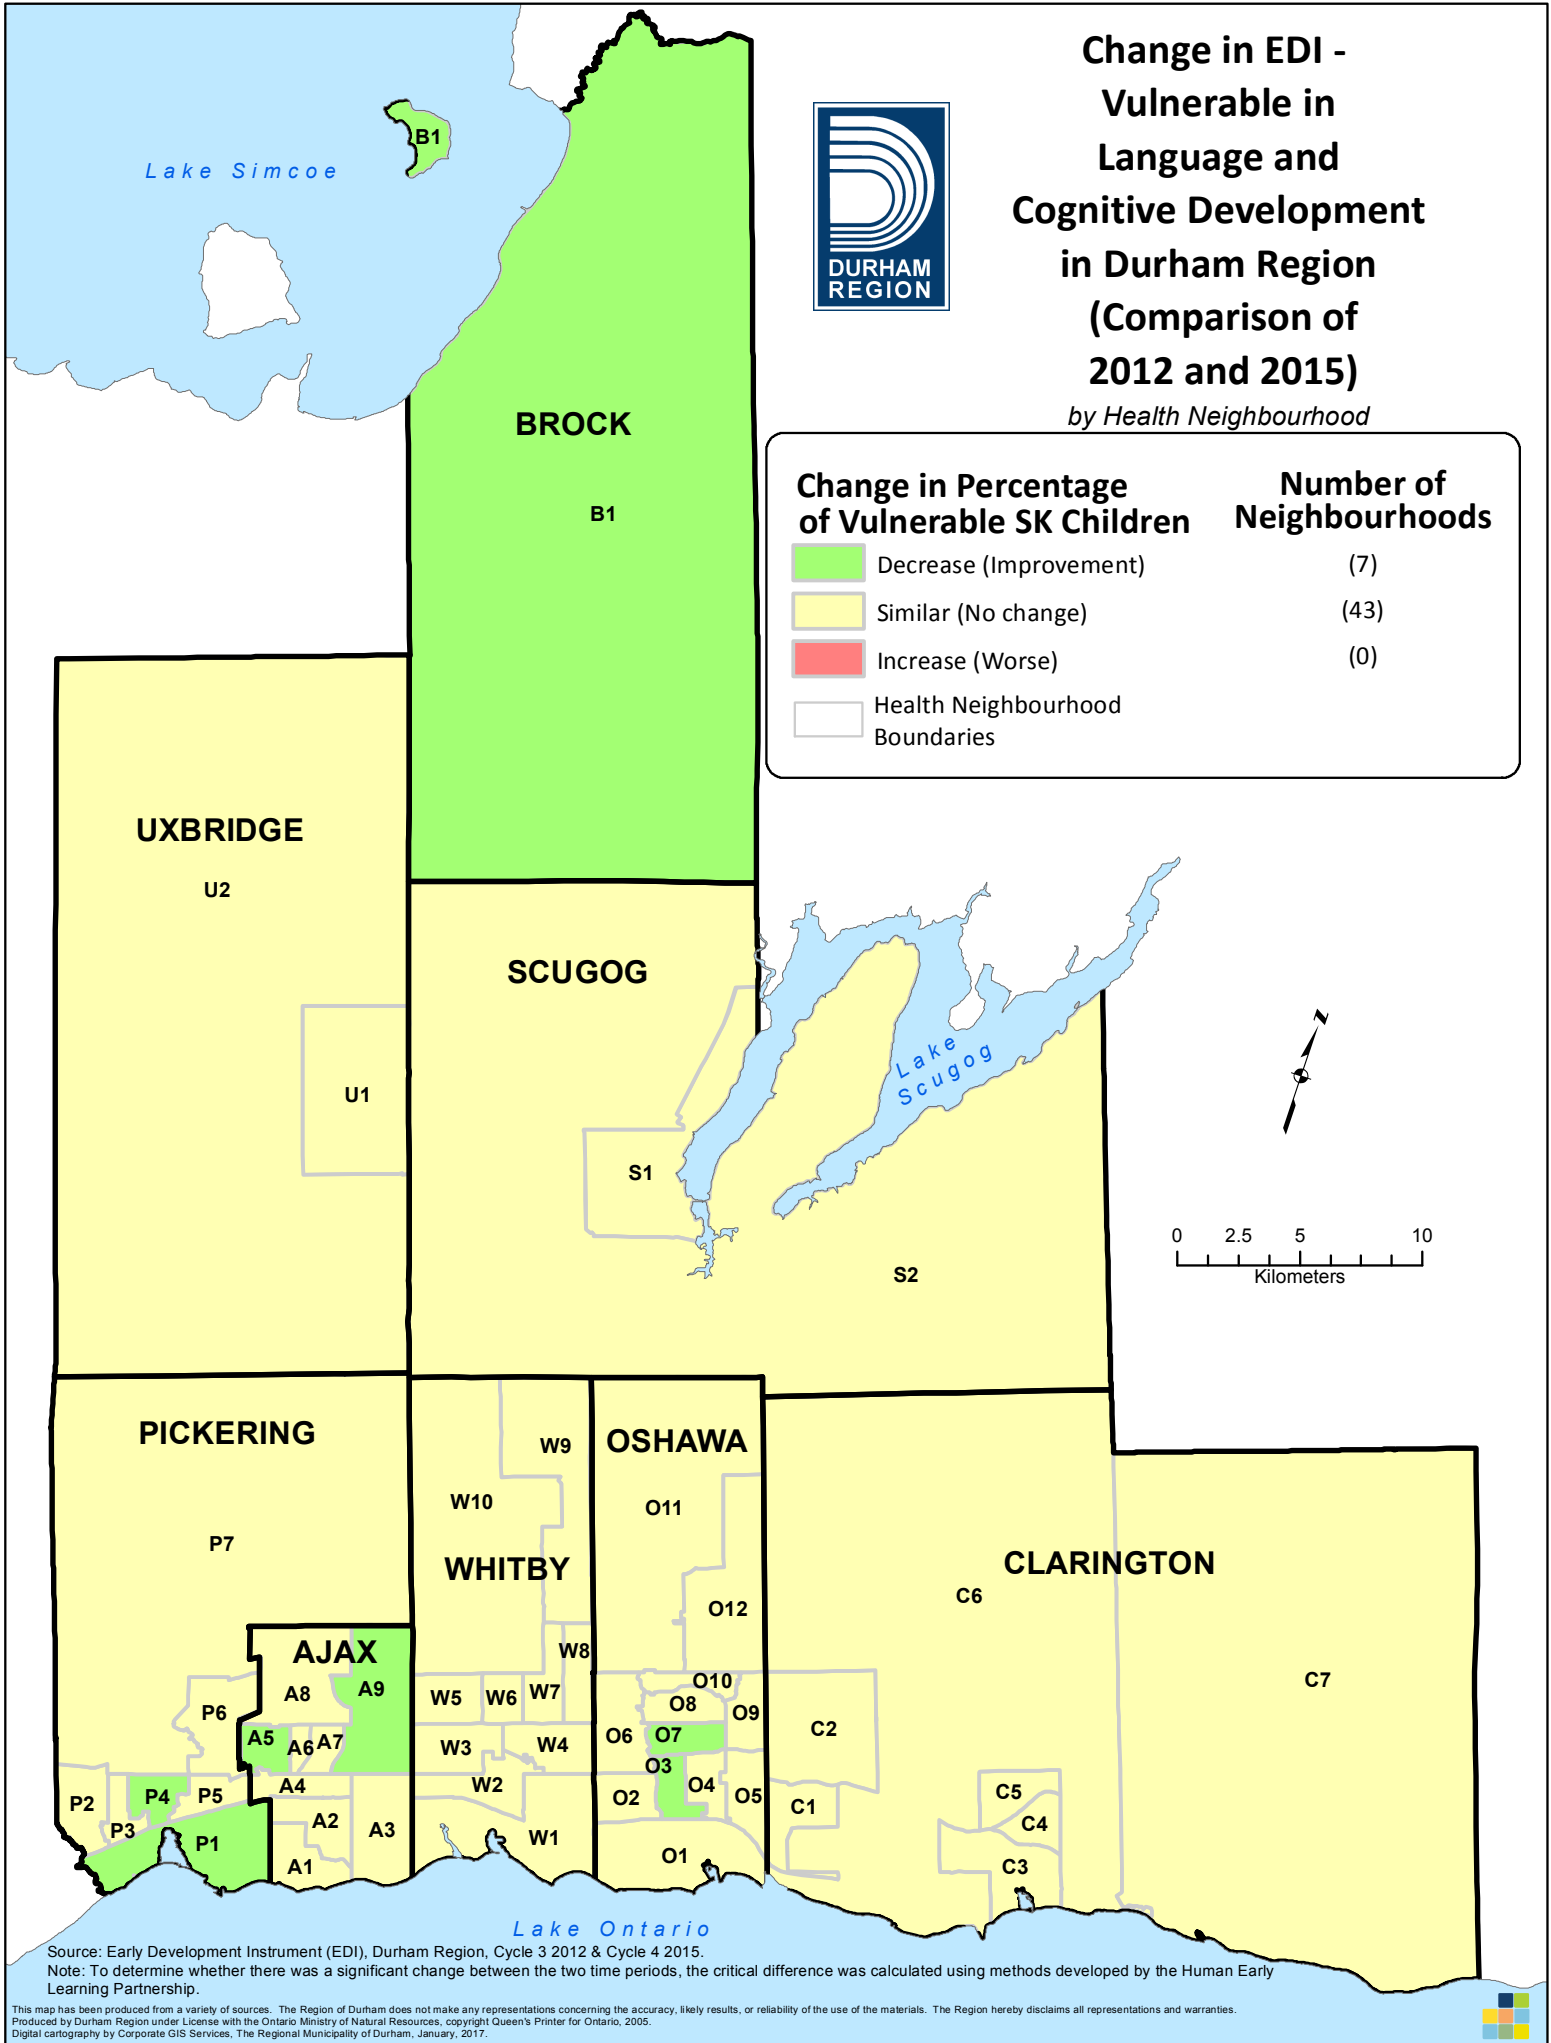 Change in EDI -
Vulnerable in
Language and
Cognitive Development
in Durham Region
(Comparison of
2012 and 2015)
by Health Neighbourhood
DURHAM
REGION
Change in Percentage
of Vulnerable SK Children
Number of
Neighbourhoods
Decrease (Improvement)
(7)
Similar (No change)
(43)
Increase (Worse)
(0)
Health Neighbourhood
Boundaries
Lake Simcoe
B1
BROCK
B1
UXBRIDGE
U2
U1
SCUGOG
S1
S2
Lake
Scugog
N
0 2.5 5 10
Kilometers
PICKERING
P7
P6
P2
P4
P5
P3
P1
AJAX
A9
A8
A5
A6
A7
A4
A2
A3
A1
W9
W10
WHITBY
W8
W5
W6
W7
W3
W4
W2
W1
OSHAWA
O11
O12
O10
O8
O9
O6
O7
O3
O4
O2
O5
O1
CLARINGTON
C6
C7
C2
C1
C5
C4
C3
Lake Ontario
Source: Early Development Instrument (EDI), Durham Region, Cycle 3 2012 & Cycle 4 2015.
Note: To determine whether there was a significant change between the two time periods, the critical difference was calculated using methods developed by the Human Early
Learning Partnership.
This map has been produced from a variety of sources. The Region of Durham does not make any representations concerning the accuracy, likely results, or reliability of the use of the materials. The Region hereby disclaims all representations and warranties.
Produced by Durham Region under License with the Ontario Ministry of Natural Resources, copyright Queen's Printer for Ontario, 2005.
Digital cartography by Corporate GIS Services, The Regional Municipality of Durham, January, 2017.